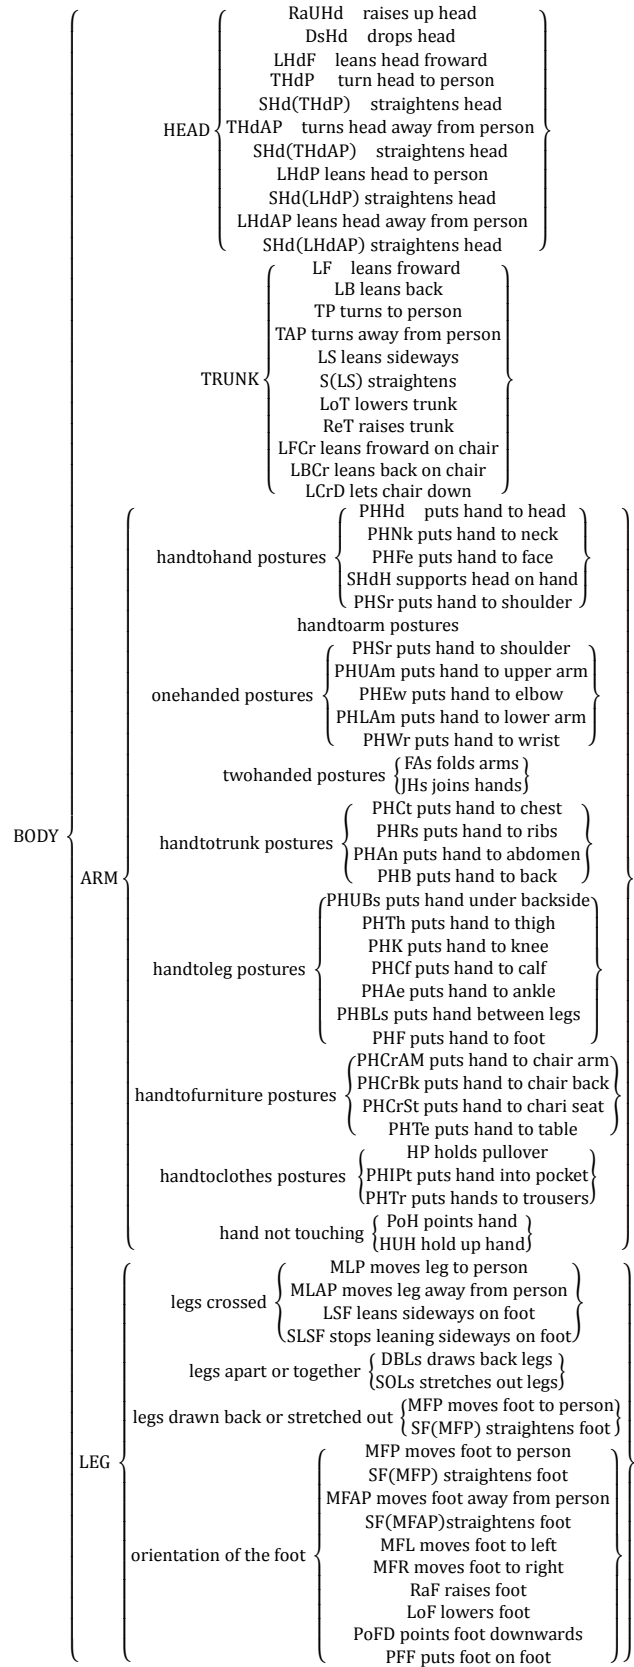 BODY
HEAD
RaUHd raises up head
DsHd drops head
LHdF leans head froward
THdP turn head to person
SHd(THdP) straightens head
THdAP turns head away from person
SHd(THdAP) straightens head
LHdP leans head to person
SHd(LHdP) straightens head
LHdAP leans head away from person
SHd(LHdAP) straightens head
TRUNK
LF leans froward
LB leans back
TP turns to person
TAP turns away from person
LS leans sideways
S(LS) straightens
LoT lowers trunk
ReT raises trunk
LFCr leans froward on chair
LBCr leans back on chair
LCrD lets chair down
ARM
handtohand postures
PHHd puts hand to head
PHNk puts hand to neck
PHFe puts hand to face
SHdH supports head on hand
PHSr puts hand to shoulder
handtoarm postures
onehanded postures
PHSr puts hand to shoulder
PHUAm puts hand to upper arm
PHEw puts hand to elbow
PHLAm puts hand to lower arm
PHWr puts hand to wrist
twohanded postures
FAs folds arms
JHs joins hands
handtotrunk postures
PHCt puts hand to chest
PHRs puts hand to ribs
PHAn puts hand to abdomen
PHB puts hand to back
handtoleg postures
PHUBs puts hand under backside
PHTh puts hand to thigh
PHK puts hand to knee
PHCf puts hand to calf
PHAe puts hand to ankle
PHBLs puts hand between legs
PHF puts hand to foot
handtofurniture postures
PHCrAM puts hand to chair arm
PHCrBk puts hand to chair back
PHCrSt puts hand to chari seat
PHTe puts hand to table
handtoclothes postures
HP holds pullover
PHIPt puts hand into pocket
PHTr puts hands to trousers
hand not touching
PoH points hand
HUH hold up hand
LEG
legs crossed
MLP moves leg to person
MLAP moves leg away from person
LSF leans sideways on foot
SLSF stops leaning sideways on foot
legs apart or together
DBLs draws back legs
SOLs stretches out legs
legs drawn back or stretched out
MFP moves foot to person
SF(MFP) straightens foot
orientation of the foot
MFP moves foot to person
SF(MFP) straightens foot
MFAP moves foot away from person
SF(MFAP)straightens foot
MFL moves foot to left
MFR moves foot to right
RaF raises foot
LoF lowers foot
PoFD points foot downwards
PFF puts foot on foot